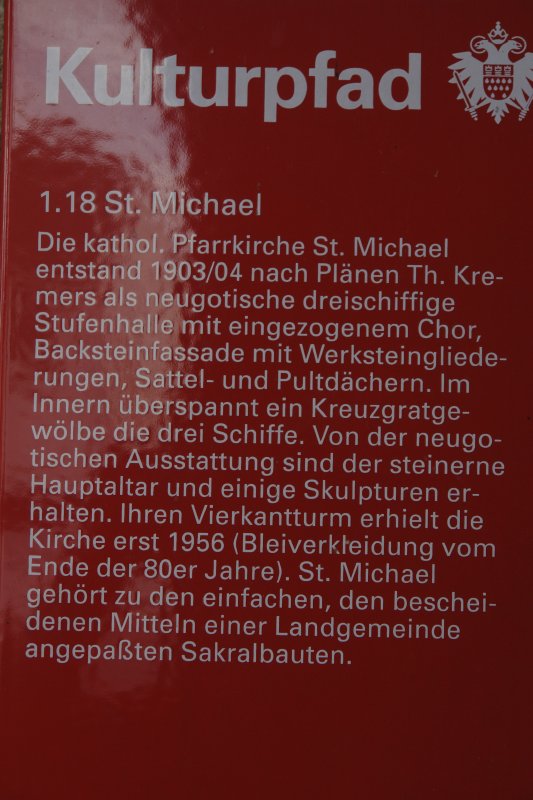 Kulturpfad
1.18 St. Michael
Die kathol. Pfarrkirche St. Michael
entstand 1903/04 nach Plänen Th. Kre-
mers als neugotische dreischiffige
Stufenhalle mit eingezogenem Chor,
Backsteinfassade mit Werksteingliede-
rungen, Sattel- und Pultdächern. Im
Innern überspannt ein Kreuzgratge-
wölbe die drei Schiffe. Von der neugo-
tischen Ausstattung sind der steinerne
Hauptaltar und einige Skulpturen er-
halten. Ihren Vierkantturm erhielt die
Kirche erst 1956 (Bleiverkleidung vom
Ende der 80er Jahre). St. Michael
gehört zu den einfachen, den beschei-
denen Mitteln einer Landgemeinde
angepaßten Sakralbauten.